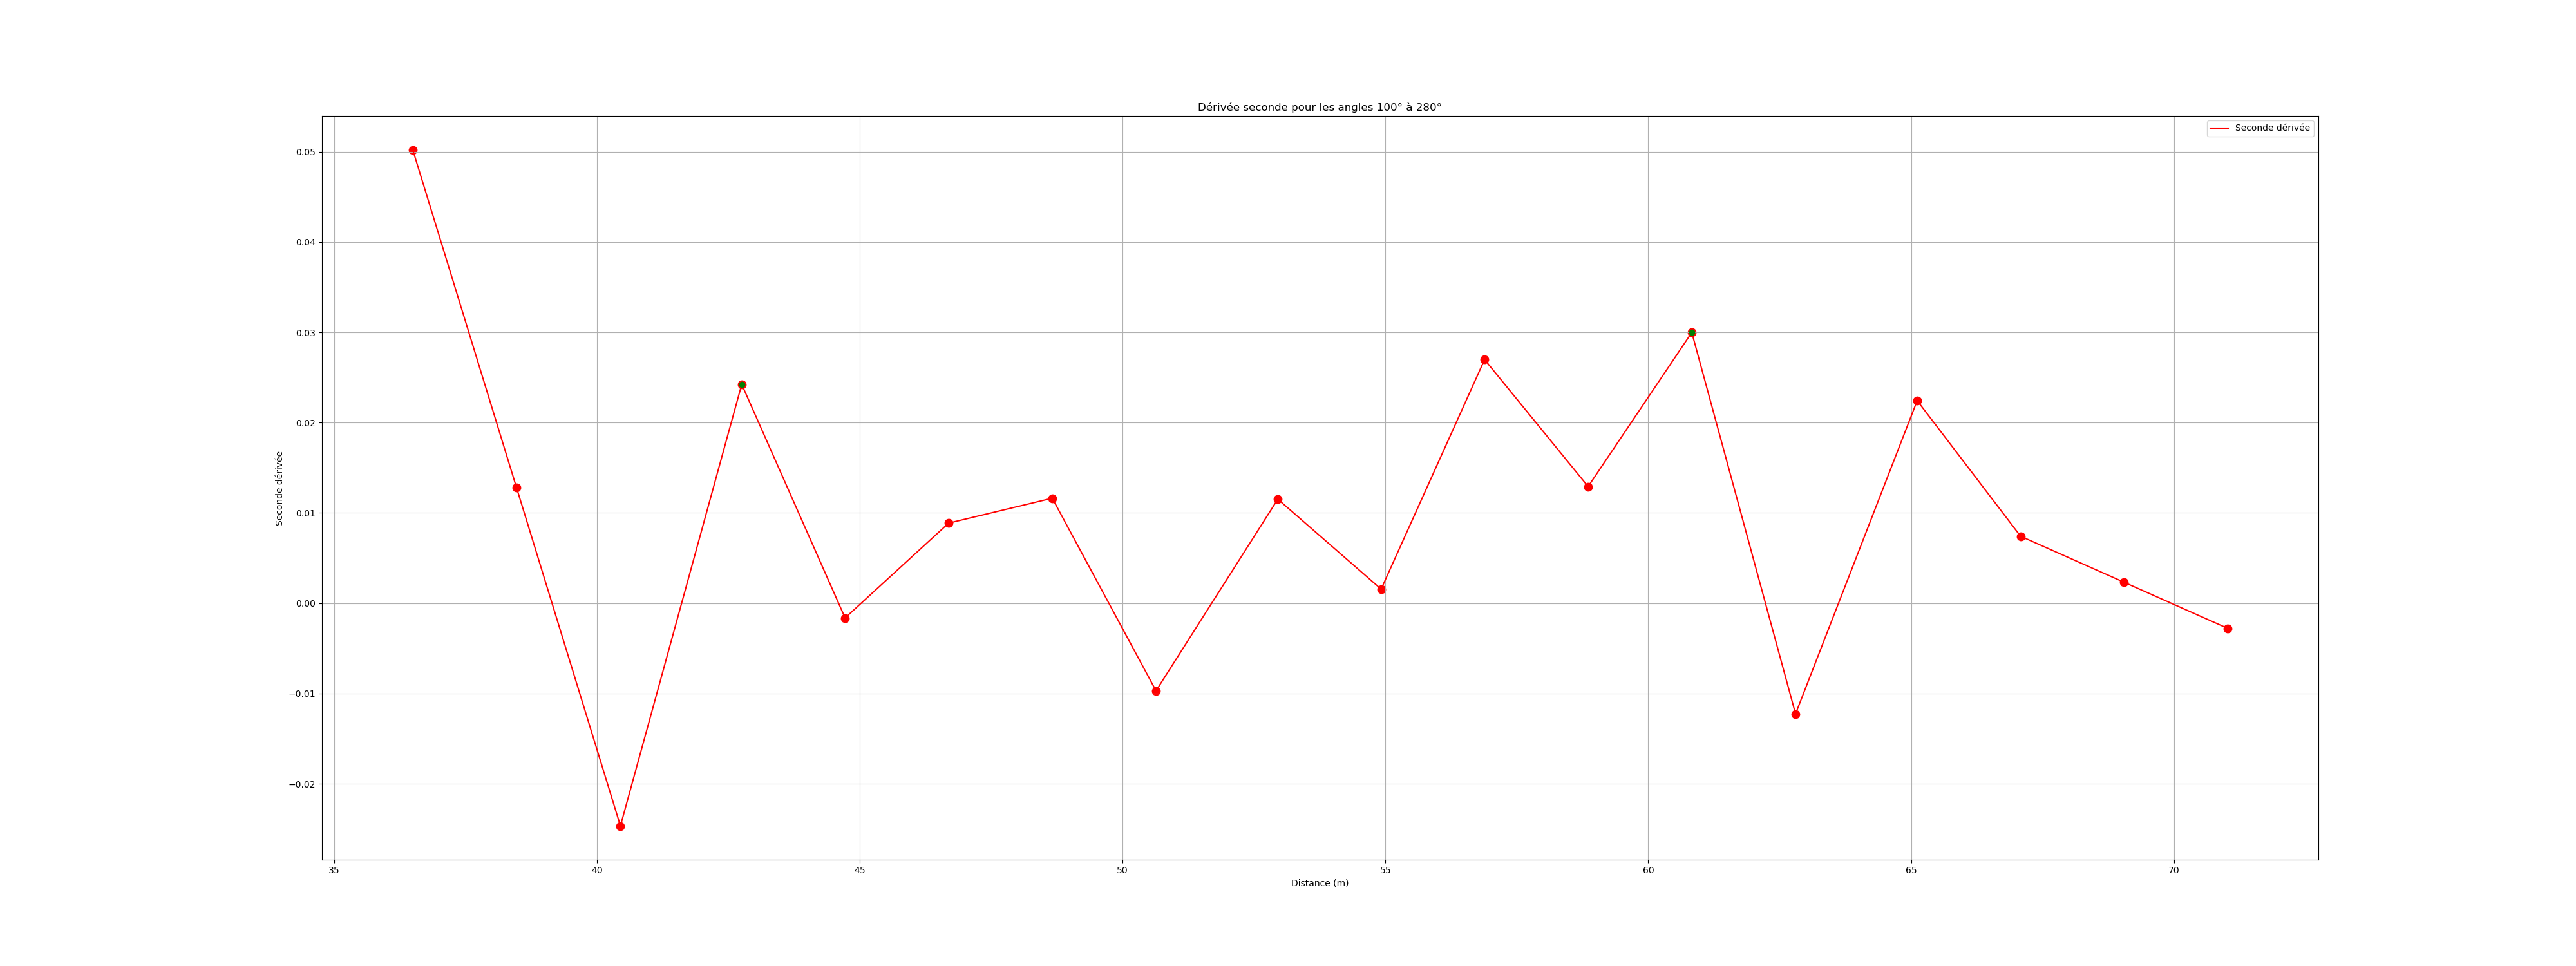 Dérivée seconde pour les angles 100° à 280°
Seconde dérivée
0.05
0.04
0.03
0.02
0.01
0.00
−0.01
−0.02
Seconde dérivée
35 40 45 50 55 60 65 70
Distance (m)